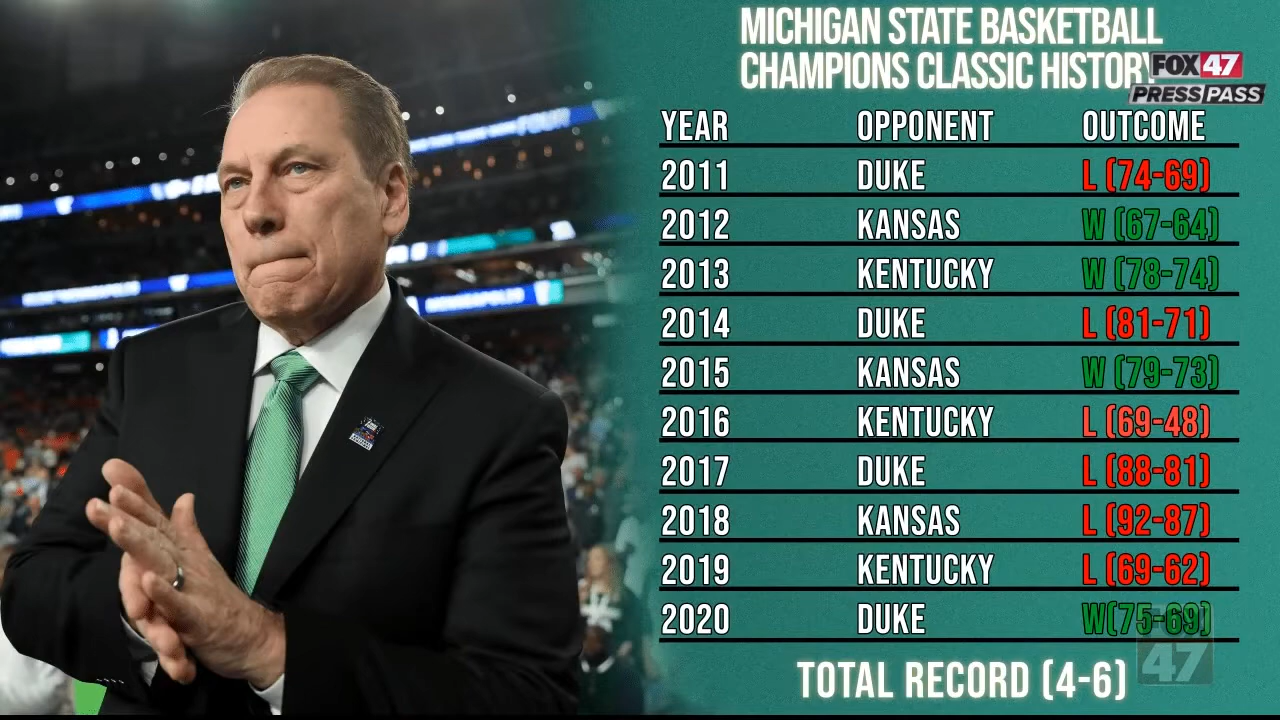 MICHIGAN STATE BASKETBALL
CHAMPIONS CLASSIC HISTORY
FOX 47
PRESS PASS
YEAR OPPONENT OUTCOME
2011 DUKE L (74-69)
2012 KANSAS W (67-64)
2013 KENTUCKY W (78-74)
2014 DUKE L (81-71)
2015 KANSAS W (79-73)
2016 KENTUCKY L (69-48)
2017 DUKE L (88-81)
2018 KANSAS L (92-87)
2019 KENTUCKY L (69-62)
2020 DUKE W(75-69)
TOTAL RECORD (4-6)
FOX
47